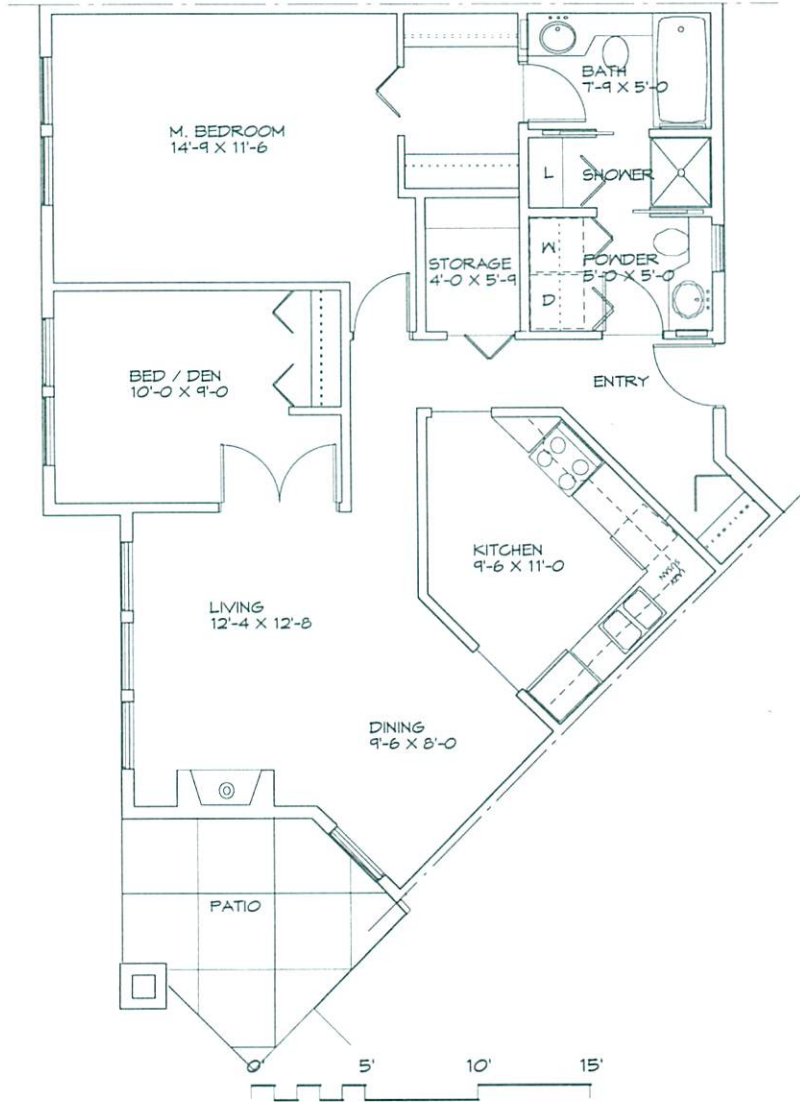 BATH
7'-9 X 5'-0
M. BEDROOM
14'-9 X 11'-6
L
SHOWER
W
STORAGE
4'-0 X 5'-9
POWDER
5'-0 X 5'-0
D
BED / DEN
10'-0 X 9'-0
ENTRY
KITCHEN
9'-6 X 11'-0
LAZY
SUSAN
LIVING
12'-4 X 12'-8
DINING
9'-6 X 8'-0
PATIO
0' 5' 10' 15'